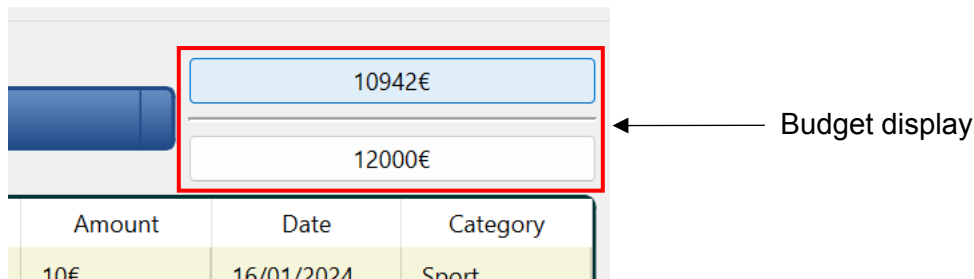 10942€
Budget display
12000€
Amount Date Category
10€ 16/01/2024 Sport